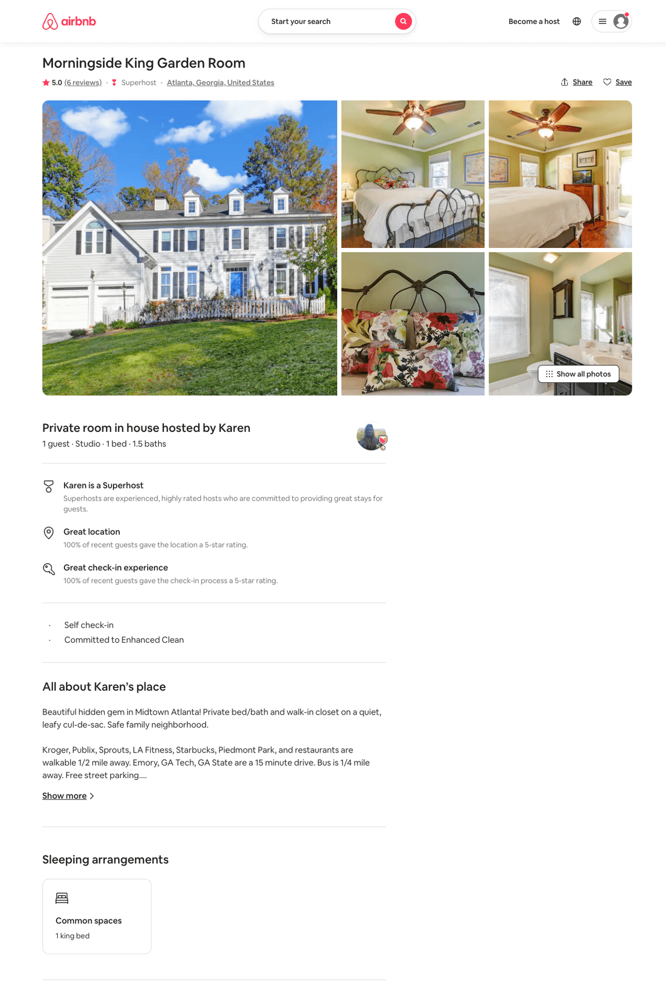 airbnb
Start your search
Become a host
Morningside King Garden Room
5.0 (6 reviews) · Superhost · Atlanta, Georgia, United States
Share
Save
Show all photos
Private room in house hosted by Karen
1 guest · Studio · 1 bed · 1.5 baths
Karen is a Superhost
Superhosts are experienced, highly rated hosts who are committed to providing great stays for
guests.
Great location
100% of recent guests gave the location a 5-star rating.
Great check-in experience
100% of recent guests gave the check-in process a 5-star rating.
· Self check-in
· Committed to Enhanced Clean
All about Karen’s place
Beautiful hidden gem in Midtown Atlanta! Private bed/bath and walk-in closet on a quiet,
leafy cul-de-sac. Safe family neighborhood.
Kroger, Publix, Sprouts, LA Fitness, Starbucks, Piedmont Park, and restaurants are
walkable 1/2 mile away. Emory, GA Tech, GA State are a 15 minute drive. Bus is 1/4 mile
away. Free street parking....
Show more
Sleeping arrangements
Common spaces
1 king bed